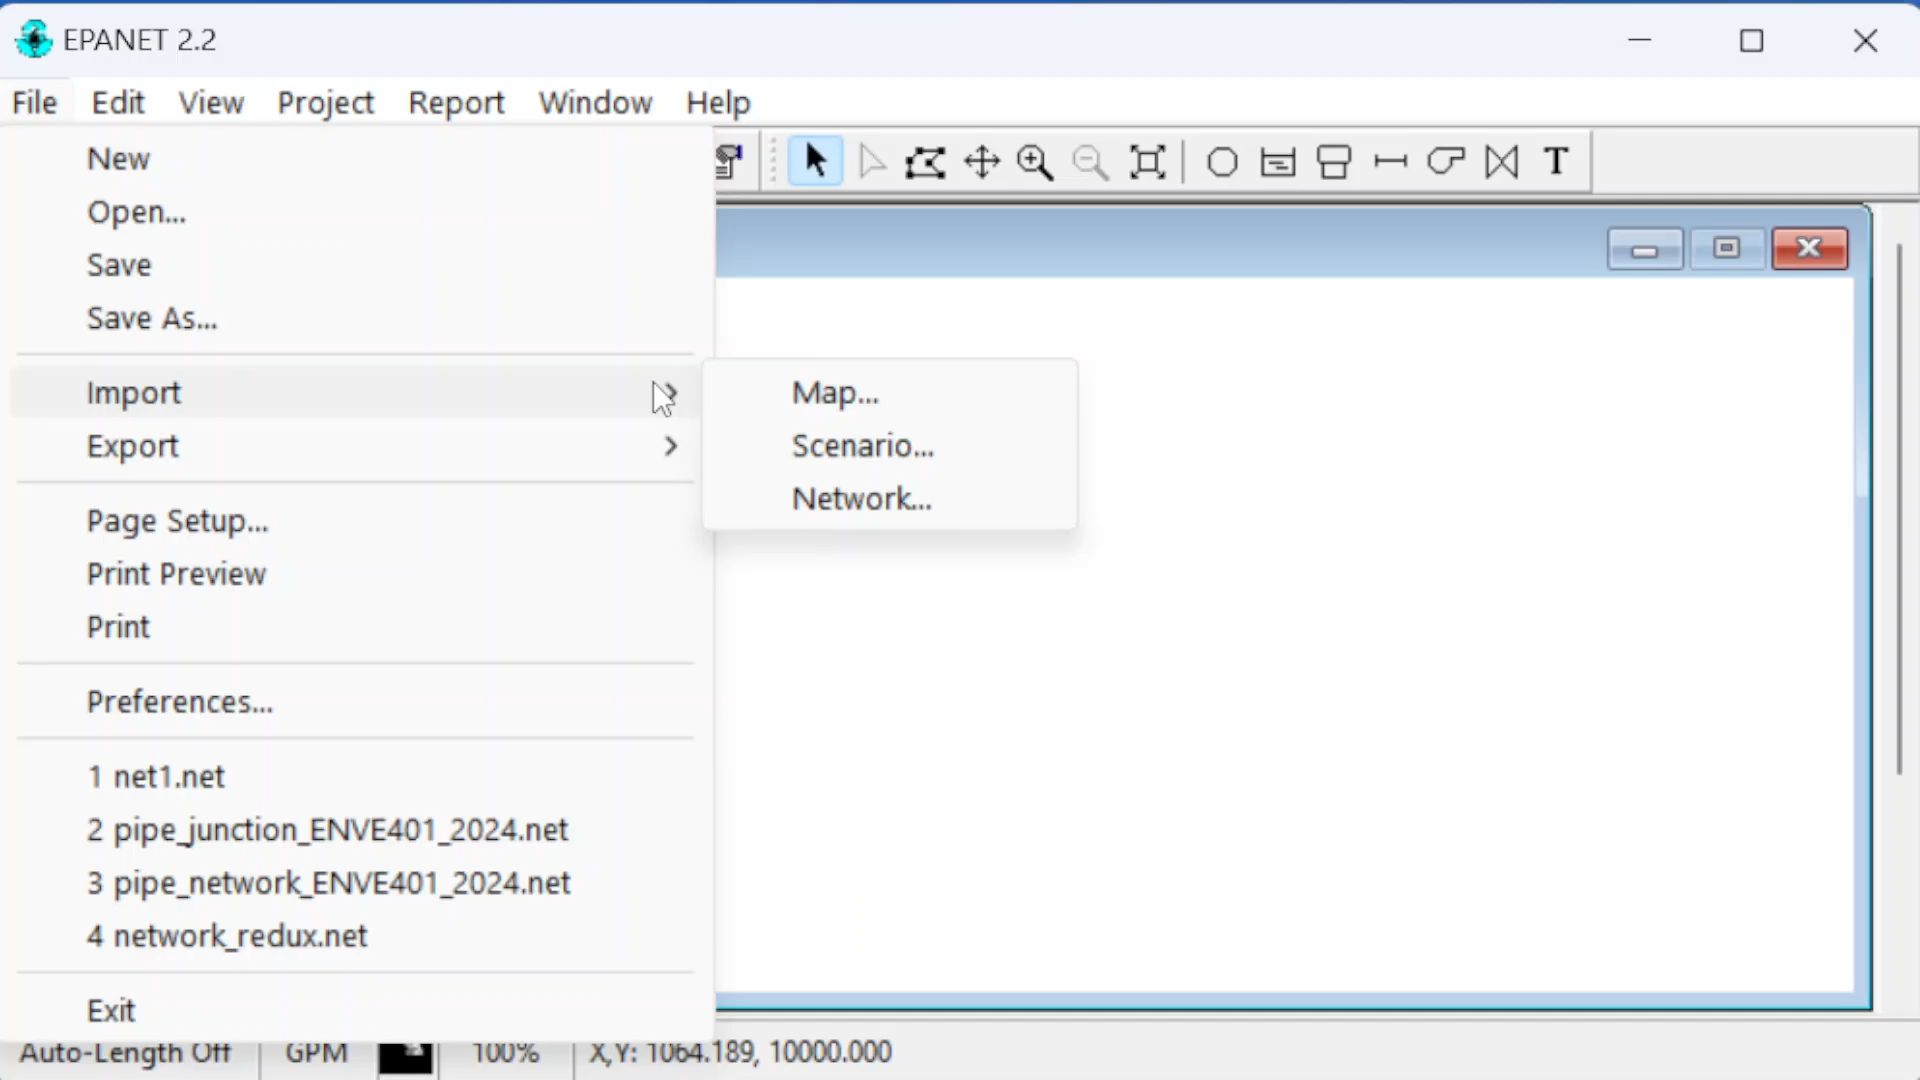 EPANET 2.2
File Edit View Project Report Window Help
T
New
Open...
Save
Save As...
Import
Export
Page Setup...
Print Preview
Print
Preferences...
1 net1.net
2 pipe_junction_ENVE401_2024.net
3 pipe_network_ENVE401_2024.net
4 network_redux.net
Exit
Map...
Scenario...
Network...
Auto-Length Off GPM 100% X,Y: 1064.189, 10000.000